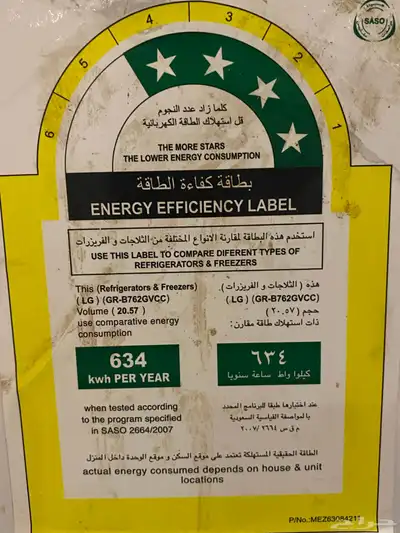 SASO
6 5 4 3 2 1
كلما زاد عدد النجوم
قل استهلاك الطاقة الكهربائية
THE MORE STARS
THE LOWER ENERGY CONSUMPTION
بطاقة كفاءة الطاقة
ENERGY EFFICIENCY LABEL
استخدم هذه البطاقة لمقارنة الانواع المختلفة من الثلاجات و الفريزرات
USE THIS LABEL TO COMPARE DIFERENT TYPES OF
REFRIGERATORS & FREEZERS
This (Refrigerators & Freezers)
( LG ) (GR-B762GVCC)
Volume ( 20.57 )
use comparative energy
consumption
هذه (الثلاجات و الفريزرات).
( LG ) (GR-B762GVCC)
حجم (٢٠.٥٧)
ذات استهلاك طاقة مقارن:
634
kwh PER YEAR
٦٣٤
كيلوا واط ساعة سنويا
when tested according
to the program specified
in SASO 2664/2007
عند اختبارها طبقا للبرنامج المحدد
بالمواصفة القياسية السعودية
م ق س ٢٠٠٧/٢٦٦٤
الطاقة الحقيقية المستهلكة تعتمد على موقع السكن و موقع الوحدة داخل المنزل
actual energy consumed depends on house & unit
locations
P/No.:MEZ63084211
حراج